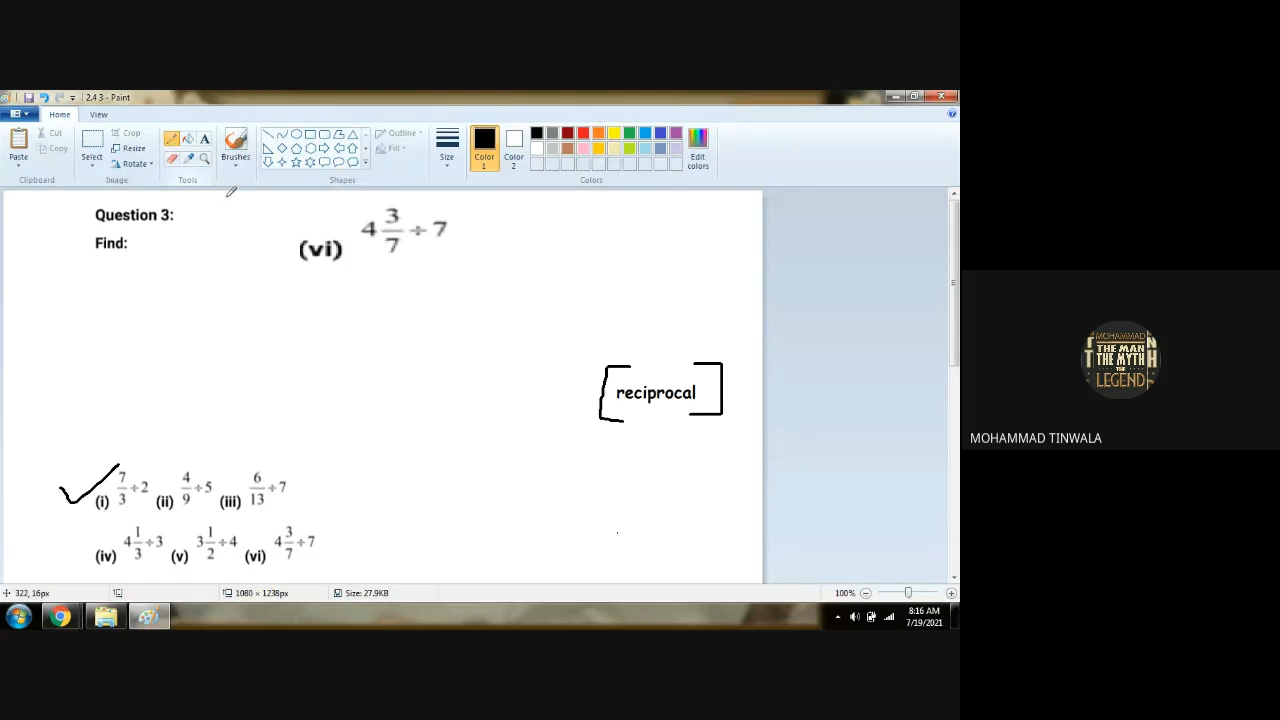 2.4 3 - Paint
Home View
Paste
Cut
Copy
Clipboard
Select
Crop
Resize
Rotate
Image
A
Tools
Brushes
Outline
Fill
Shapes
Size
Color 1
Color 2
Edit colors
Colors
Question 3:
Find:
(vi) 4 3/7 ÷ 7
reciprocal
(i) 7/3 ÷ 2 (ii) 4/9 ÷ 5 (iii) 6/13 ÷ 7
(iv) 4 1/3 ÷ 3 (v) 3 1/2 ÷ 4 (vi) 4 3/7 ÷ 7
322, 16px
1080 × 1238px
Size: 27.9KB
100%
8:16 AM
7/19/2021
MOHAMMAD
THE MAN
THE MYTH
THE
LEGEND
MOHAMMAD TINWALA